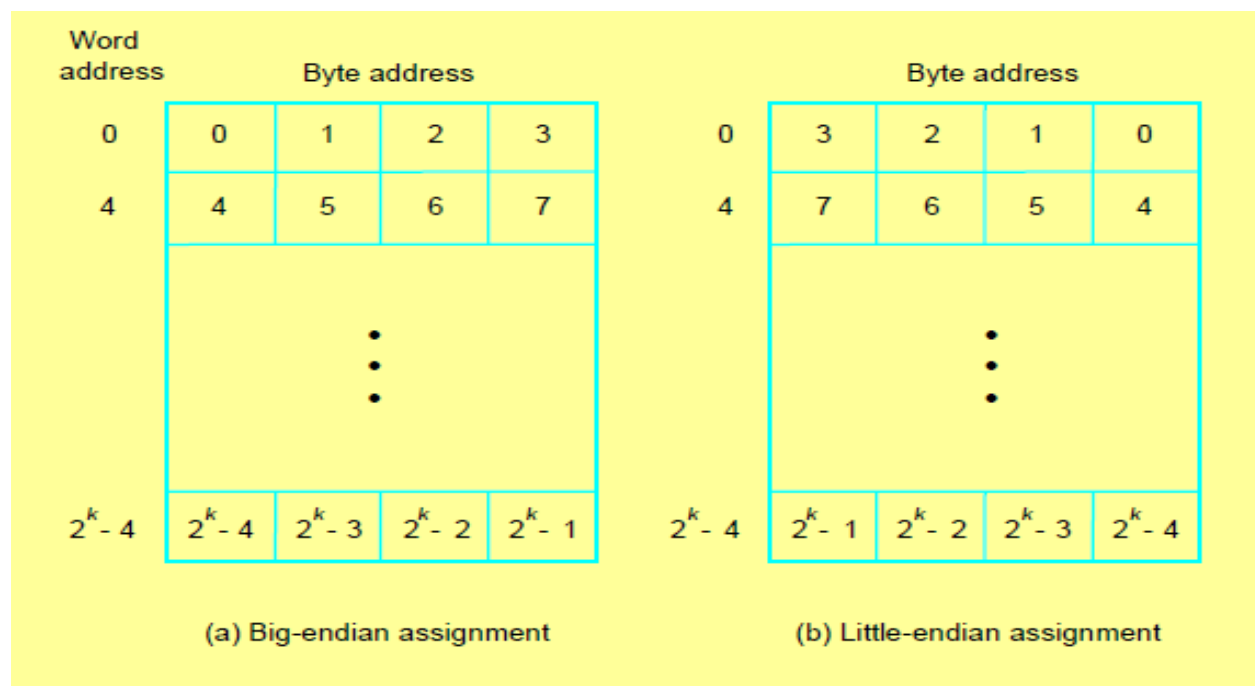 Word
address
Byte address
0 0 1 2 3
4 4 5 6 7
2^k - 4 2^k - 4 2^k - 3 2^k - 2 2^k - 1
(a) Big-endian assignment
Byte address
0 3 2 1 0
4 7 6 5 4
2^k - 4 2^k - 1 2^k - 2 2^k - 3 2^k - 4
(b) Little-endian assignment